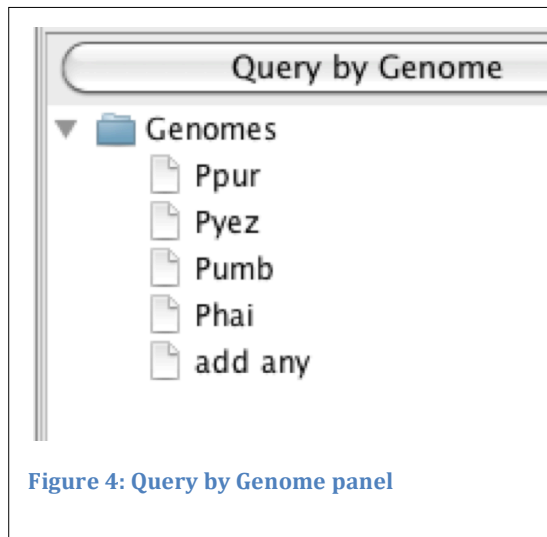 Query by Genome
Genomes
Ppur
Pyez
Pumb
Phai
add any
Figure 4: Query by Genome panel